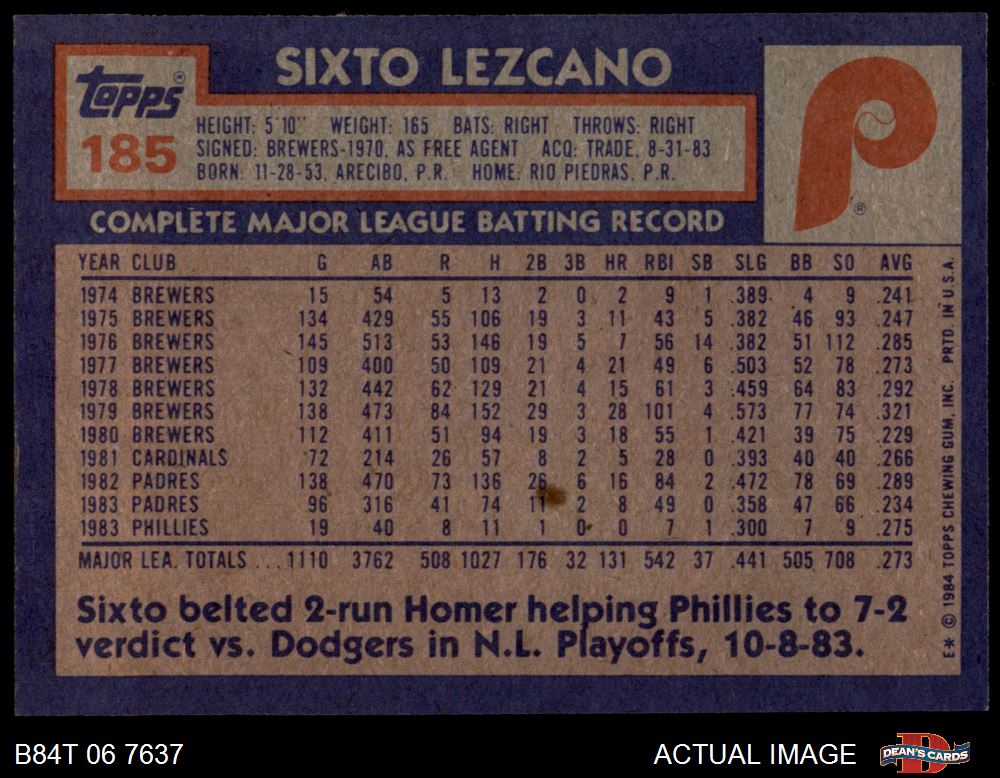 SIXTO LEZCANO
Topps®
185
HEIGHT: 5'10" WEIGHT: 165 BATS: RIGHT THROWS: RIGHT
SIGNED: BREWERS-1970, AS FREE AGENT ACQ: TRADE, 8-31-83
BORN: 11-28-53, ARECIBO, P.R. HOME: RIO PIEDRAS, P.R.
P®
COMPLETE MAJOR LEAGUE BATTING RECORD
YEAR CLUB G AB R H 2B 3B HR RBI SB SLG BB SO AVG
1974 BREWERS 15 54 5 13 2 0 2 9 1 .389 4 9 .241
1975 BREWERS 134 429 55 106 19 3 11 43 5 .382 46 93 .247
1976 BREWERS 145 513 53 146 19 5 7 56 14 .382 51 112 .285
1977 BREWERS 109 400 50 109 21 4 21 49 6 .503 52 78 .273
1978 BREWERS 132 442 62 129 21 4 15 61 3 .459 64 83 .292
1979 BREWERS 138 473 84 152 29 3 28 101 4 .573 77 74 .321
1980 BREWERS 112 411 51 94 19 3 18 55 1 .421 39 75 .229
1981 CARDINALS 72 214 26 57 8 2 5 28 0 .393 40 40 .266
1982 PADRES 138 470 73 136 26 6 16 84 2 .472 78 69 .289
1983 PADRES 96 316 41 74 11 2 8 49 0 .358 47 66 .234
1983 PHILLIES 19 40 8 11 1 0 0 7 1 .300 7 9 .275
MAJOR LEA. TOTALS ... 1110 3762 508 1027 176 32 131 542 37 .441 505 708 .273
Sixto belted 2-run Homer helping Phillies to 7-2
verdict vs. Dodgers in N.L. Playoffs, 10-8-83.
E* © 1984 TOPPS CHEWING GUM, INC. PRTD. IN U.S.A.
B84T 06 7637
ACTUAL IMAGE
DEAN'S CARDS